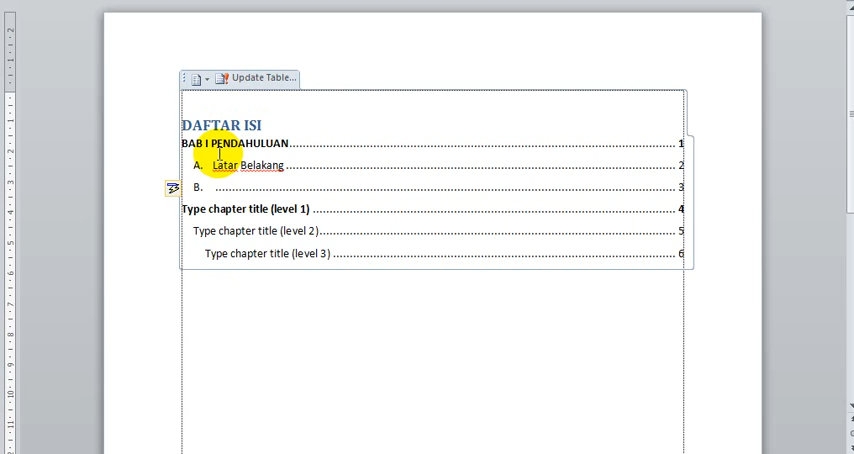 Update Table...
DAFTAR ISI
BAB I PENDAHULUAN 1
A. Latar Belakang 2
B. 3
Type chapter title (level 1) 4
Type chapter title (level 2) 5
Type chapter title (level 3) 6